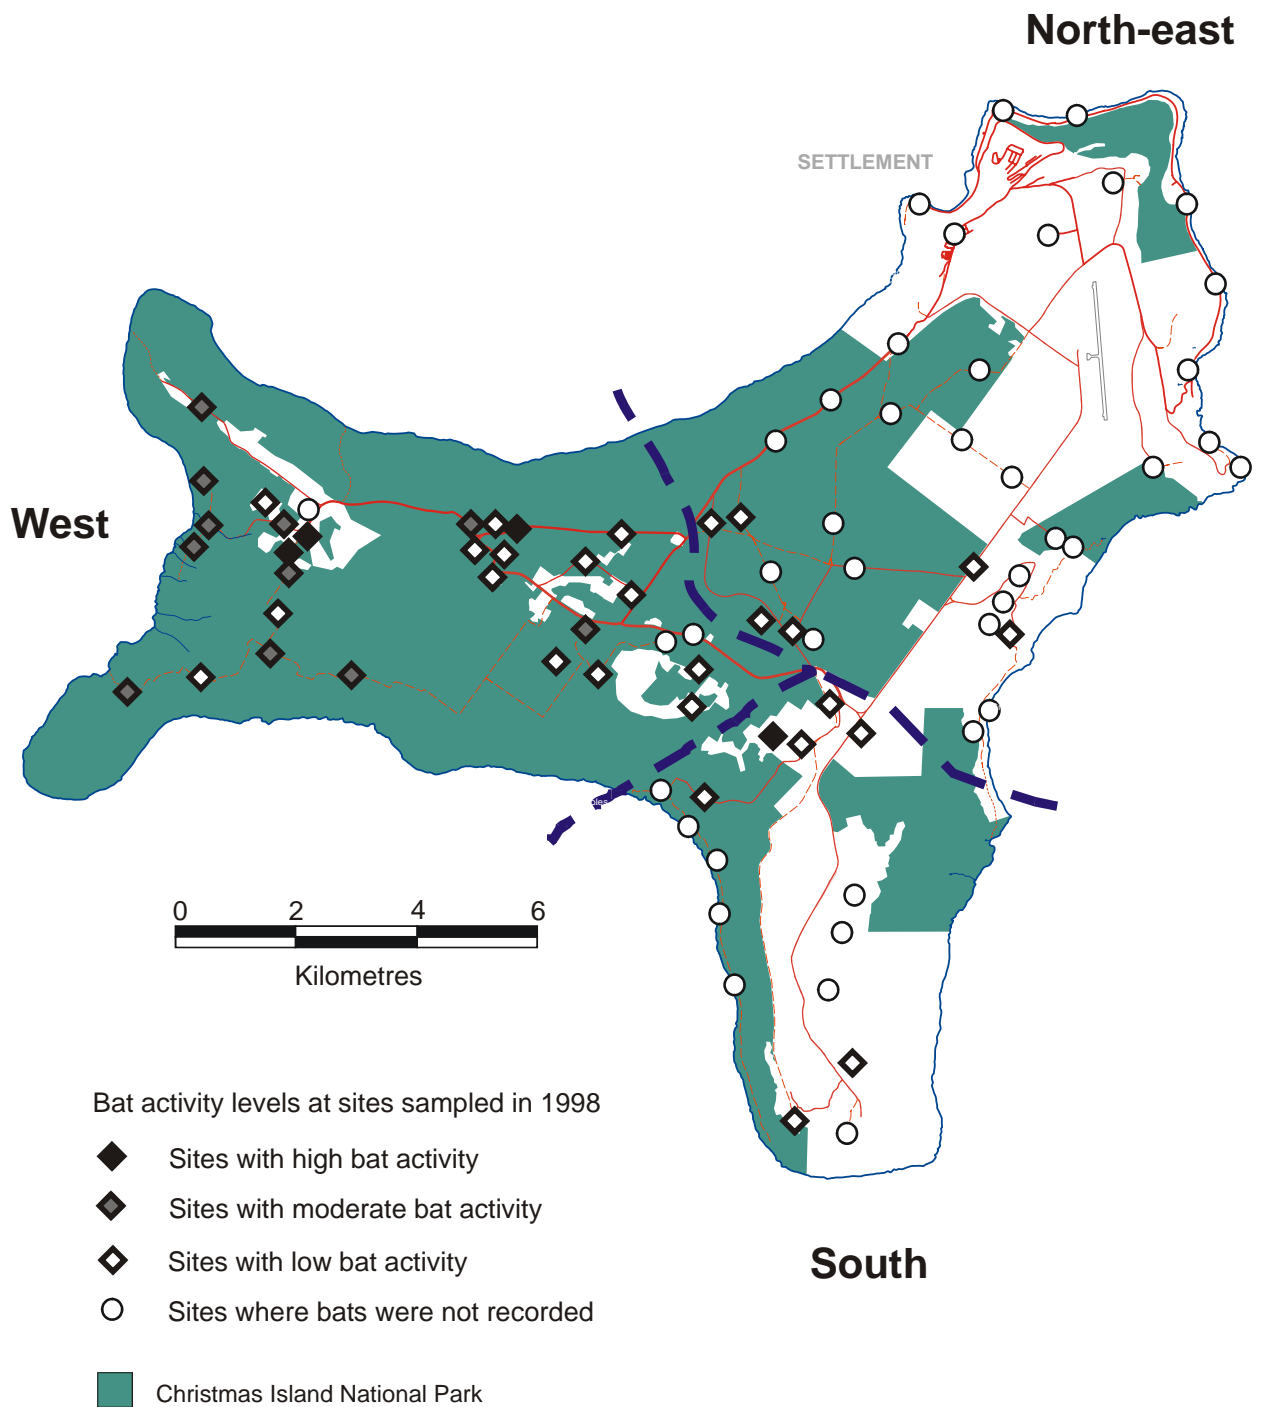 North-east
SETTLEMENT
West
0 2 4 6
Kilometres
Bat activity levels at sites sampled in 1998
Sites with high bat activity
Sites with moderate bat activity
Sites with low bat activity
South
Sites where bats were not recorded
Christmas Island National Park